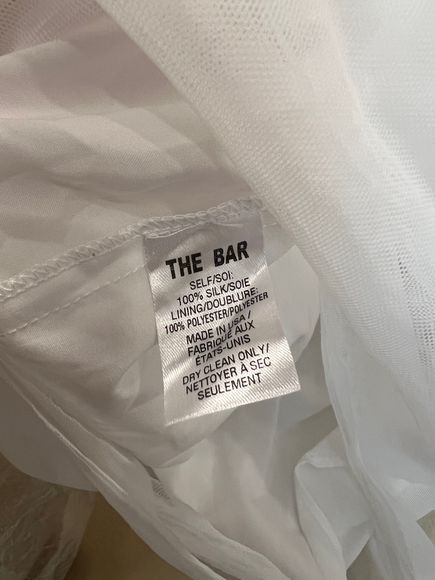 THE BAR
SELF/SOI:
100% SILK/SOIE
LINING/DOUBLURE:
100% POLYESTER/POLYESTER
MADE IN USA /
FABRIQUÉ AUX
ÉTATS-UNIS
DRY CLEAN ONLY/
NETTOYER À SEC
SEULEMENT